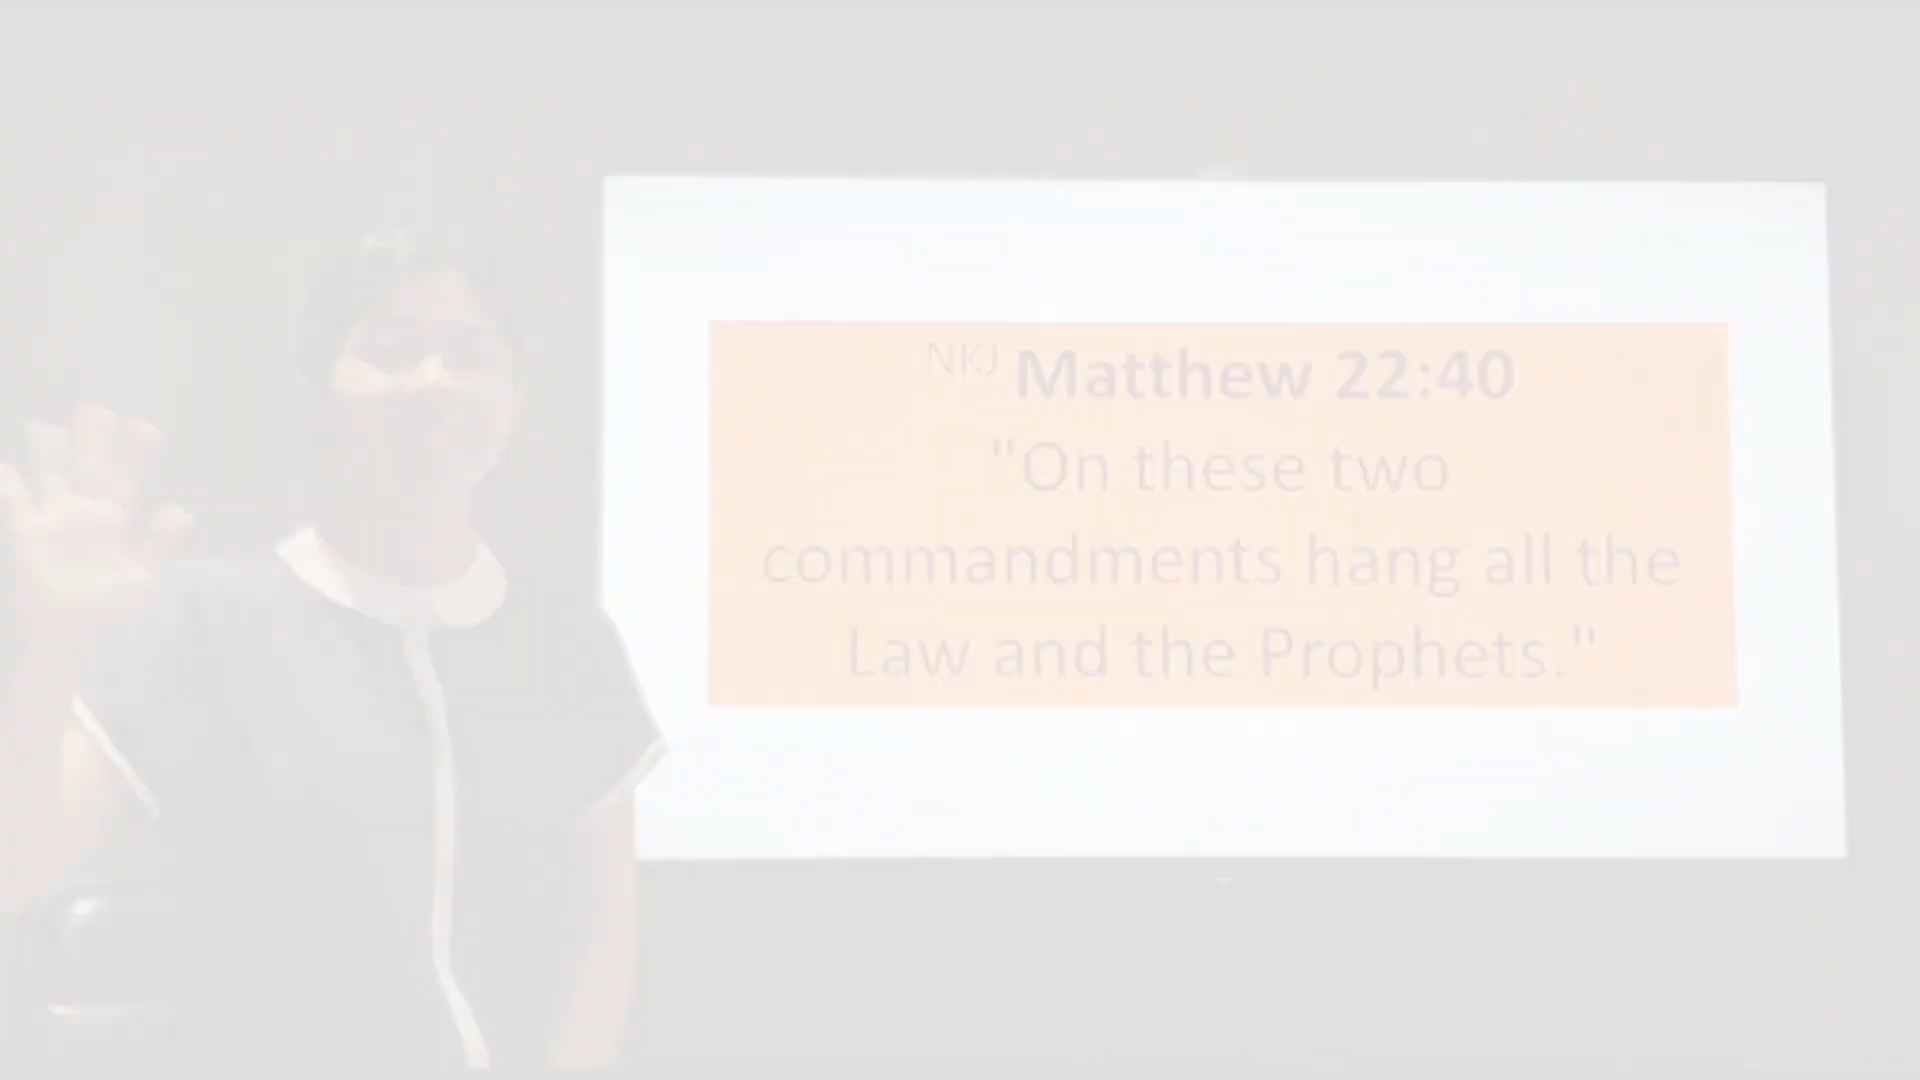 NKJ Matthew 22:40
"On these two
commandments hang all the
Law and the Prophets."